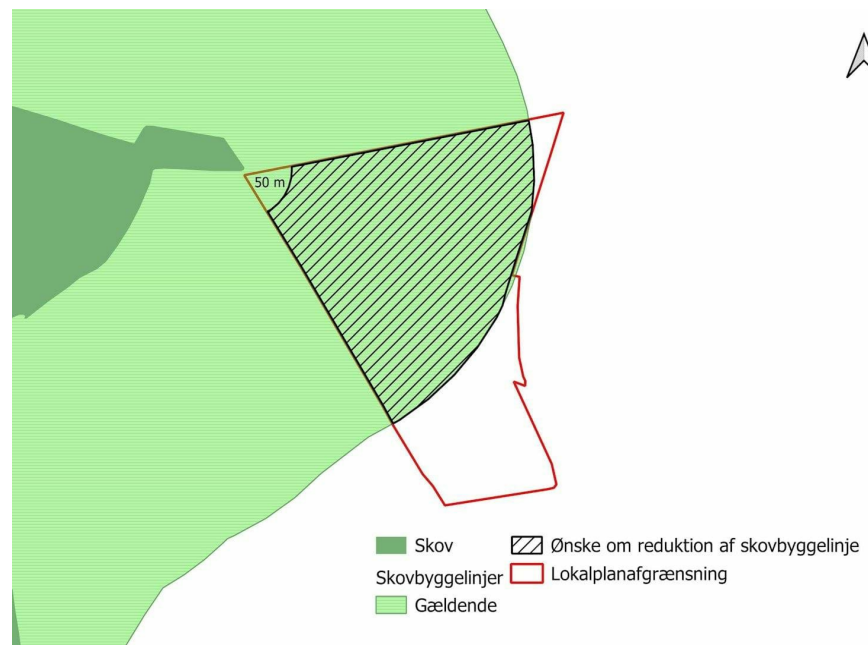 50 m
Skov
Ønske om reduktion af skovbyggelinje
Skovbyggelinjer
Lokalplanafgrænsning
Gældende